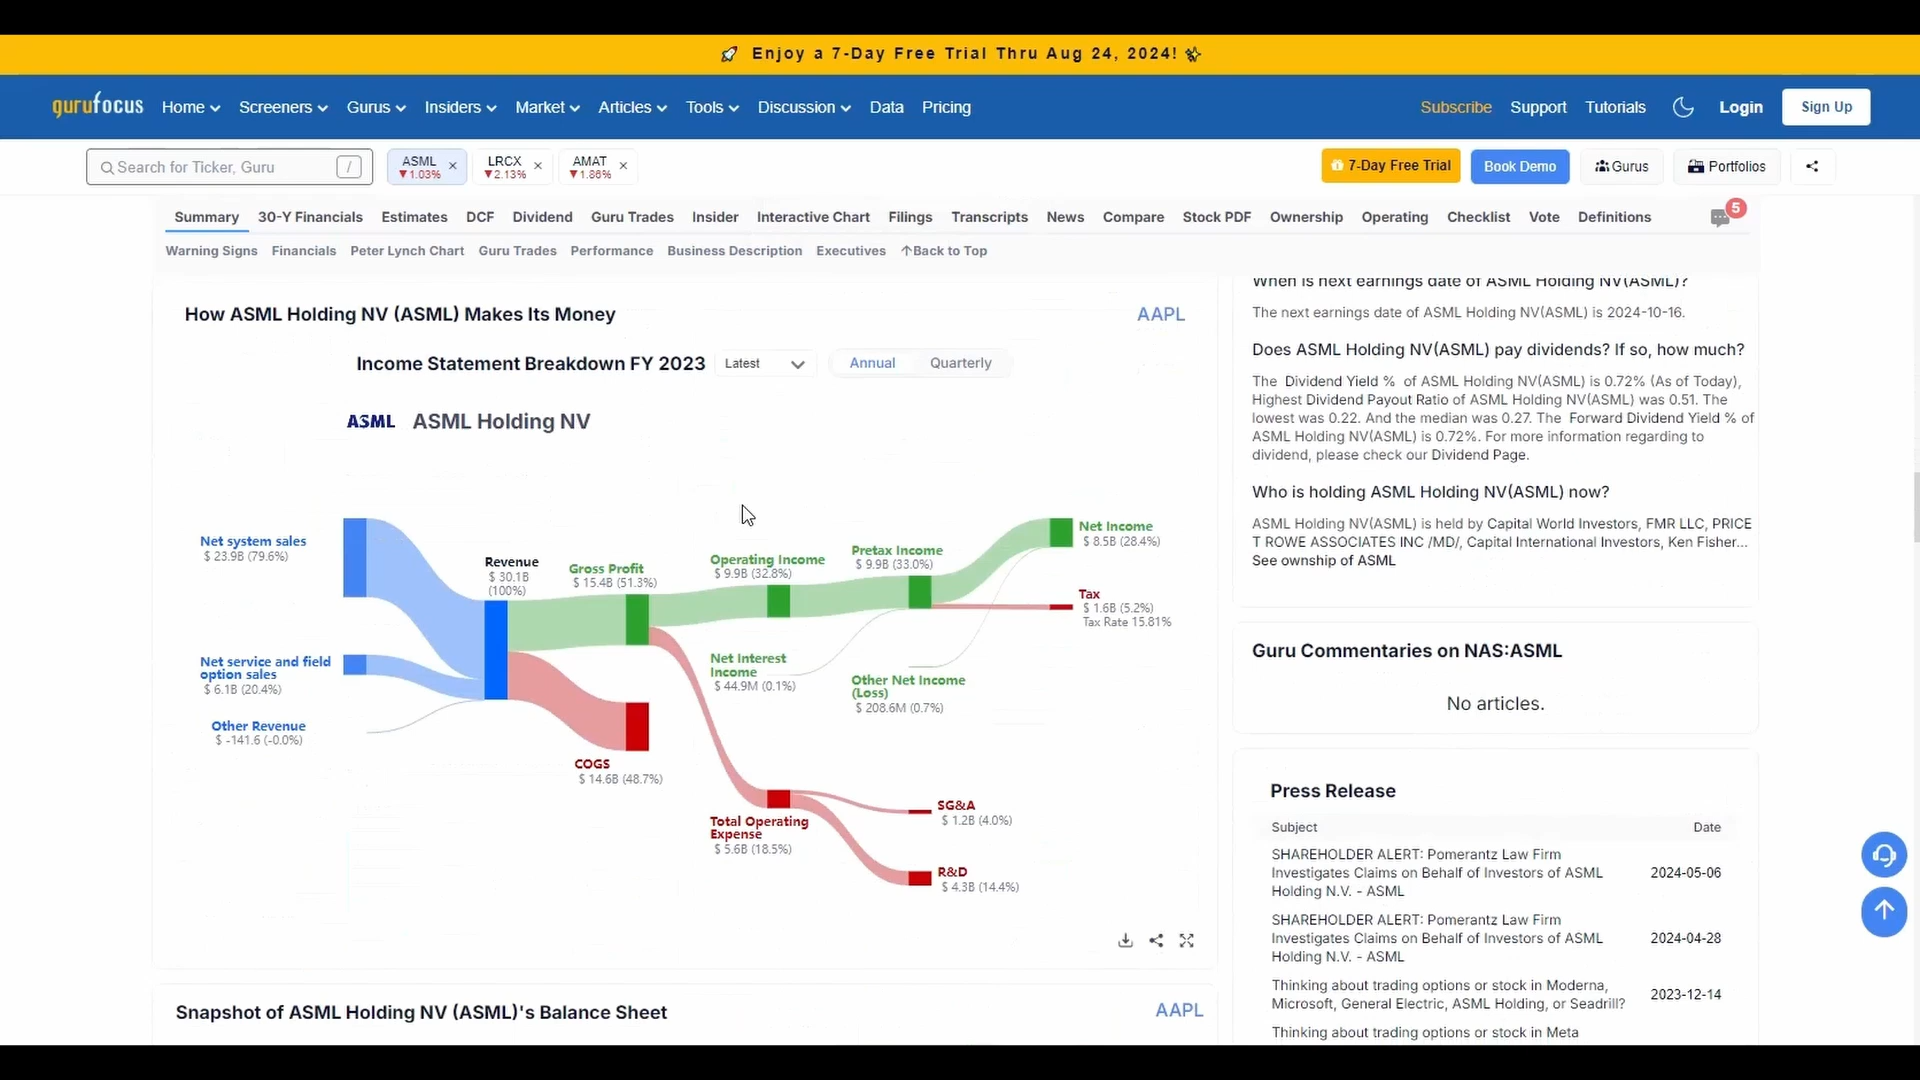 Enjoy a 7-Day Free Trial Thru Aug 24, 2024!
gurufocus Home Screeners Gurus Insiders Market Articles Tools Discussion Data Pricing Subscribe Support Tutorials Login Sign Up
Search for Ticker, Guru / ASML × LRCX × AMAT × 7-Day Free Trial Book Demo Gurus Portfolios
▼1.03% ▼2.13% ▼1.86%
Summary 30-Y Financials Estimates DCF Dividend Guru Trades Insider Interactive Chart Filings Transcripts News Compare Stock PDF Ownership Operating Checklist Vote Definitions 5
Warning Signs Financials Peter Lynch Chart Guru Trades Performance Business Description Executives ↑Back to Top
How ASML Holding NV (ASML) Makes Its Money AAPL
Income Statement Breakdown FY 2023 Latest Annual Quarterly
ASML ASML Holding NV
Net system sales
$ 23.9B (79.6%)
Net service and field
option sales
$ 6.1B (20.4%)
Other Revenue
$ -141.6 (-0.0%)
Revenue
$ 30.1B
(100%)
Gross Profit
$ 15.4B (51.3%)
COGS
$ 14.6B (48.7%)
Operating Income
$ 9.9B (32.8%)
Net Interest
Income
$ 44.9M (0.1%)
Total Operating
Expense
$ 5.6B (18.5%)
Pretax Income
$ 9.9B (33.0%)
Other Net Income
(Loss)
$ 208.6M (0.7%)
SG&A
$ 1.2B (4.0%)
R&D
$ 4.3B (14.4%)
Net Income
$ 8.5B (28.4%)
Tax
$ 1.6B (5.2%)
Tax Rate 15.81%
Snapshot of ASML Holding NV (ASML)'s Balance Sheet AAPL
When is next earnings date of ASML Holding NV(ASML)?
The next earnings date of ASML Holding NV(ASML) is 2024-10-16.
Does ASML Holding NV(ASML) pay dividends? If so, how much?
The Dividend Yield % of ASML Holding NV(ASML) is 0.72% (As of Today),
Highest Dividend Payout Ratio of ASML Holding NV(ASML) was 0.51. The
lowest was 0.22. And the median was 0.27. The Forward Dividend Yield % of
ASML Holding NV(ASML) is 0.72%. For more information regarding to
dividend, please check our Dividend Page.
Who is holding ASML Holding NV(ASML) now?
ASML Holding NV(ASML) is held by Capital World Investors, FMR LLC, PRICE
T ROWE ASSOCIATES INC /MD/, Capital International Investors, Ken Fisher...
See ownship of ASML
Guru Commentaries on NAS:ASML
No articles.
Press Release
Subject Date
SHAREHOLDER ALERT: Pomerantz Law Firm
Investigates Claims on Behalf of Investors of ASML 2024-05-06
Holding N.V. - ASML
SHAREHOLDER ALERT: Pomerantz Law Firm
Investigates Claims on Behalf of Investors of ASML 2024-04-28
Holding N.V. - ASML
Thinking about trading options or stock in Moderna,
Microsoft, General Electric, ASML Holding, or Seadrill? 2023-12-14
Thinking about trading options or stock in Meta